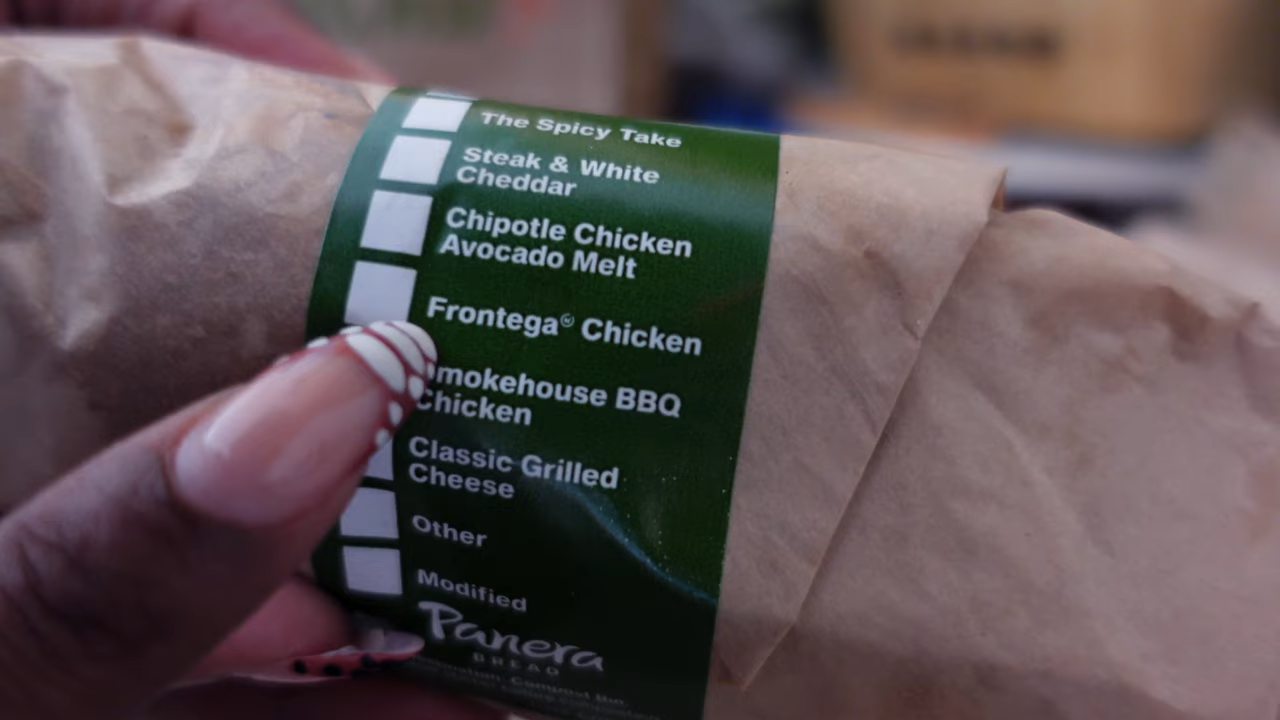 The Spicy Take
Steak & White
Cheddar
Chipotle Chicken
Avocado Melt
Frontega® Chicken
mokehouse BBQ
Chicken
Classic Grilled
Cheese
Other
Modified
Panera
BREAD